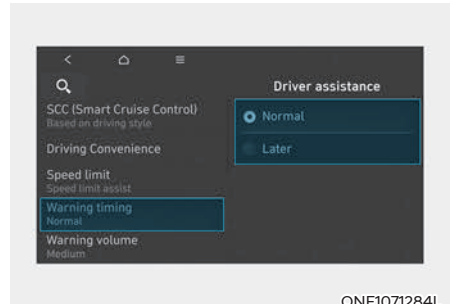 Driver assistance
SCC (Smart Cruise Control)
Based on driving style
Driving Convenience
Speed limit
Speed limit assist
Warning timing
Normal
Warning volume
Medium
Normal
Later
ONE1071284L